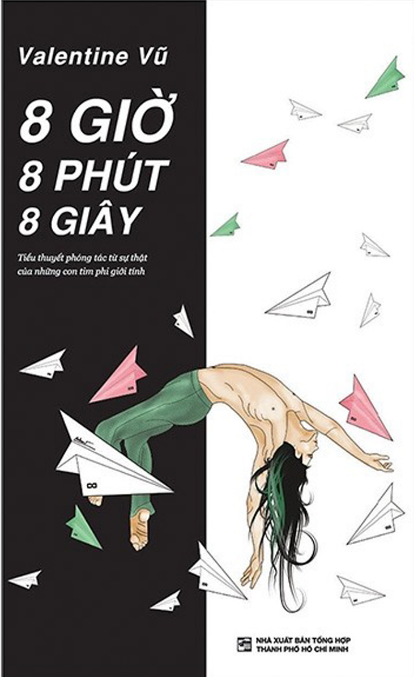 Valentine Vũ
8 GIỜ
8 PHÚT
8 GIÂY
Tiểu thuyết phóng tác từ sự thật
của những con tim phi giới tính
NHÀ XUẤT BẢN TỔNG HỢP
THÀNH PHỐ HỒ CHÍ MINH